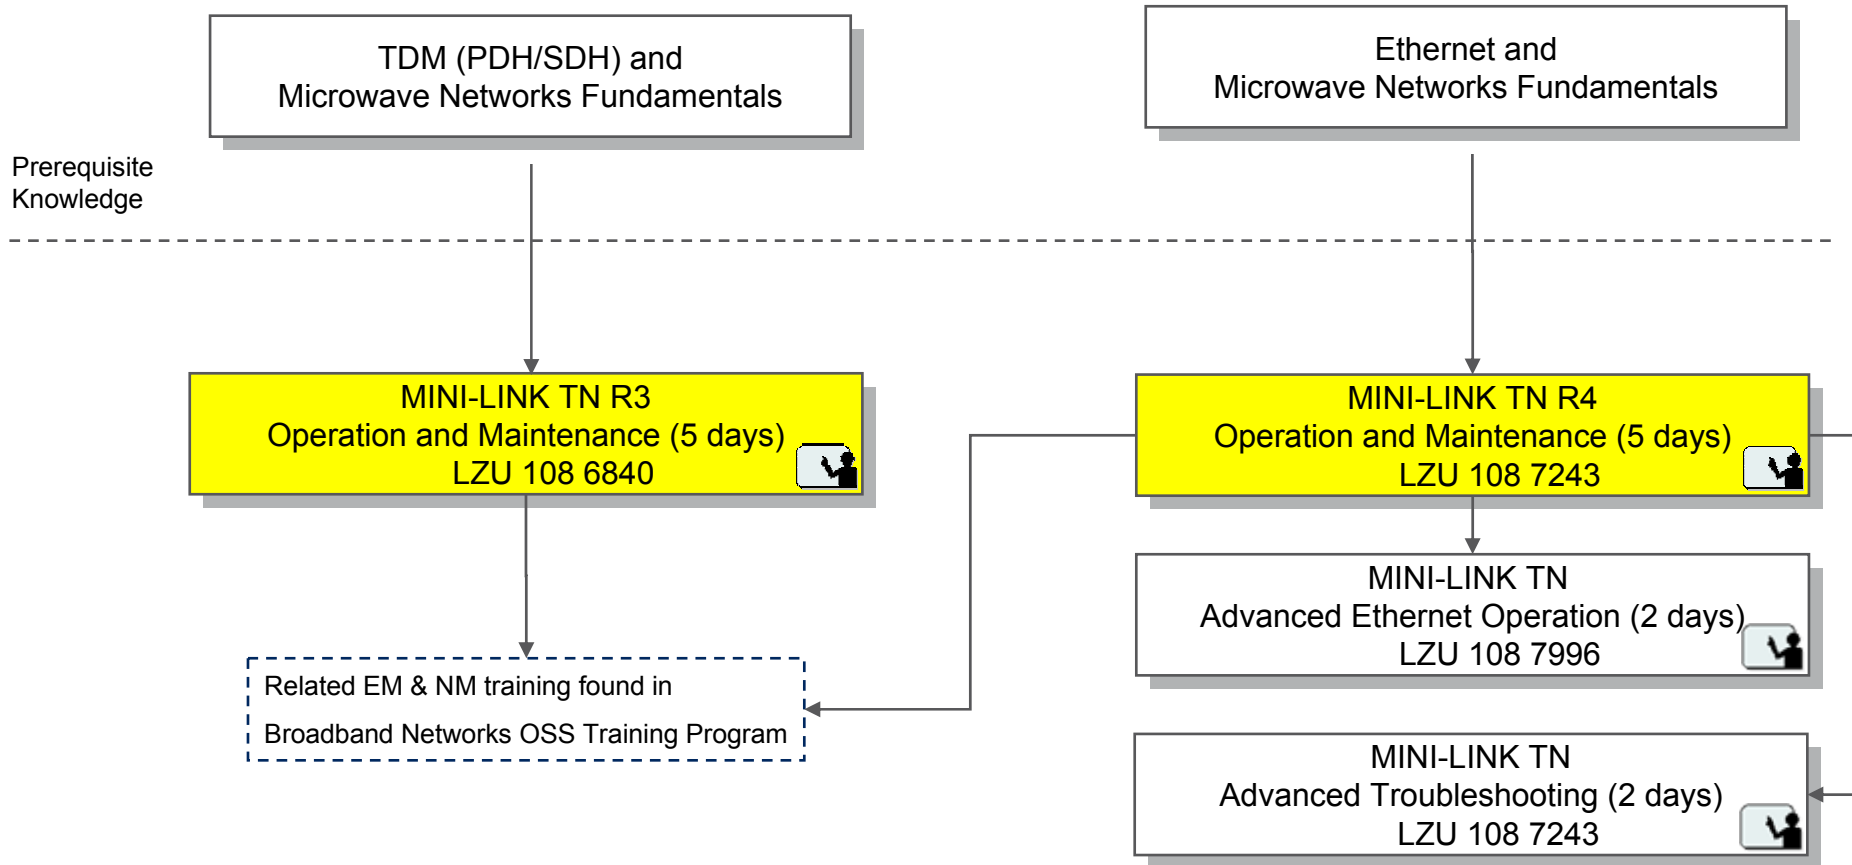 TDM (PDH/SDH) and
Microwave Networks Fundamentals
Ethernet and
Microwave Networks Fundamentals
Prerequisite
Knowledge
MINI-LINK TN R3
Operation and Maintenance (5 days)
LZU 108 6840
MINI-LINK TN R4
Operation and Maintenance (5 days)
LZU 108 7243
MINI-LINK TN
Advanced Ethernet Operation (2 days)
LZU 108 7996
Related EM & NM training found in
Broadband Networks OSS Training Program
MINI-LINK TN
Advanced Troubleshooting (2 days)
LZU 108 7243